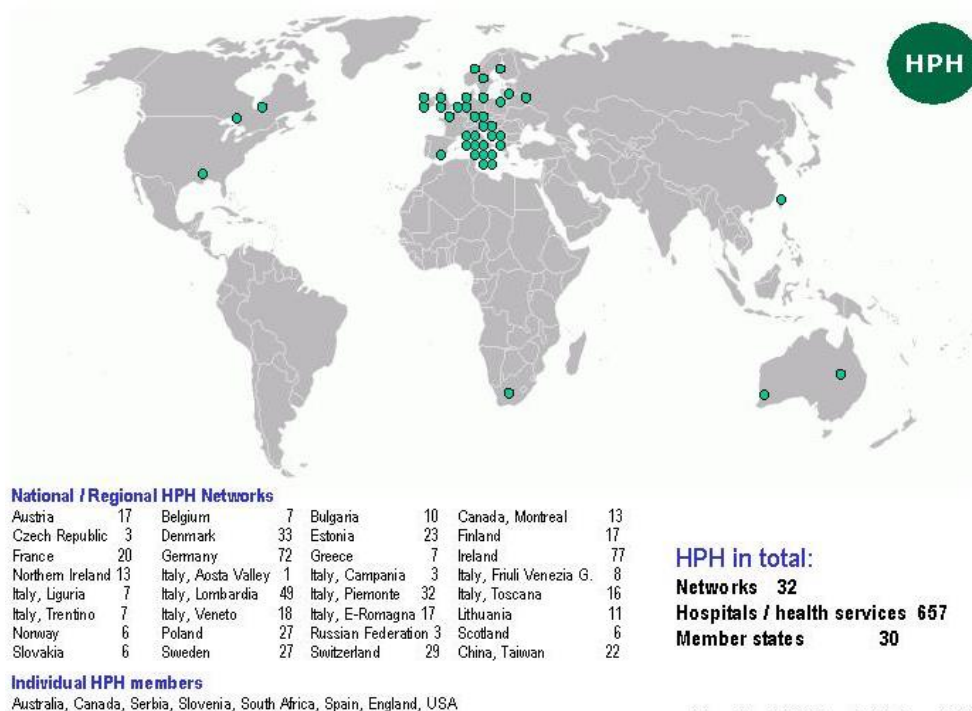 HPH
National / Regional HPH Networks
Austria 17 Belgium 7 Bulgaria 10 Canada, Montreal 13
Czech Republic 3 Denmark 33 Estonia 23 Finland 17
France 20 Germany 72 Greece 7 Ireland 77
Northern Ireland 13 Italy, Aosta Valley 1 Italy, Campania 3 Italy, Friuli Venezia G. 8
Italy, Liguria 7 Italy, Lombardia 49 Italy, Piemonte 32 Italy, Toscana 16
Italy, Trentino 7 Italy, Veneto 18 Italy, E-Romagna 17 Lithuania 11
Norway 6 Poland 27 Russian Federation 3 Scotland 6
Slovakia 6 Sweden 27 Switzerland 29 China, Taiwan 22
HPH in total:
Networks 32
Hospitals / health services 657
Member states 30
Individual HPH members
Australia, Canada, Serbia, Slovenia, South Africa, Spain, England, USA